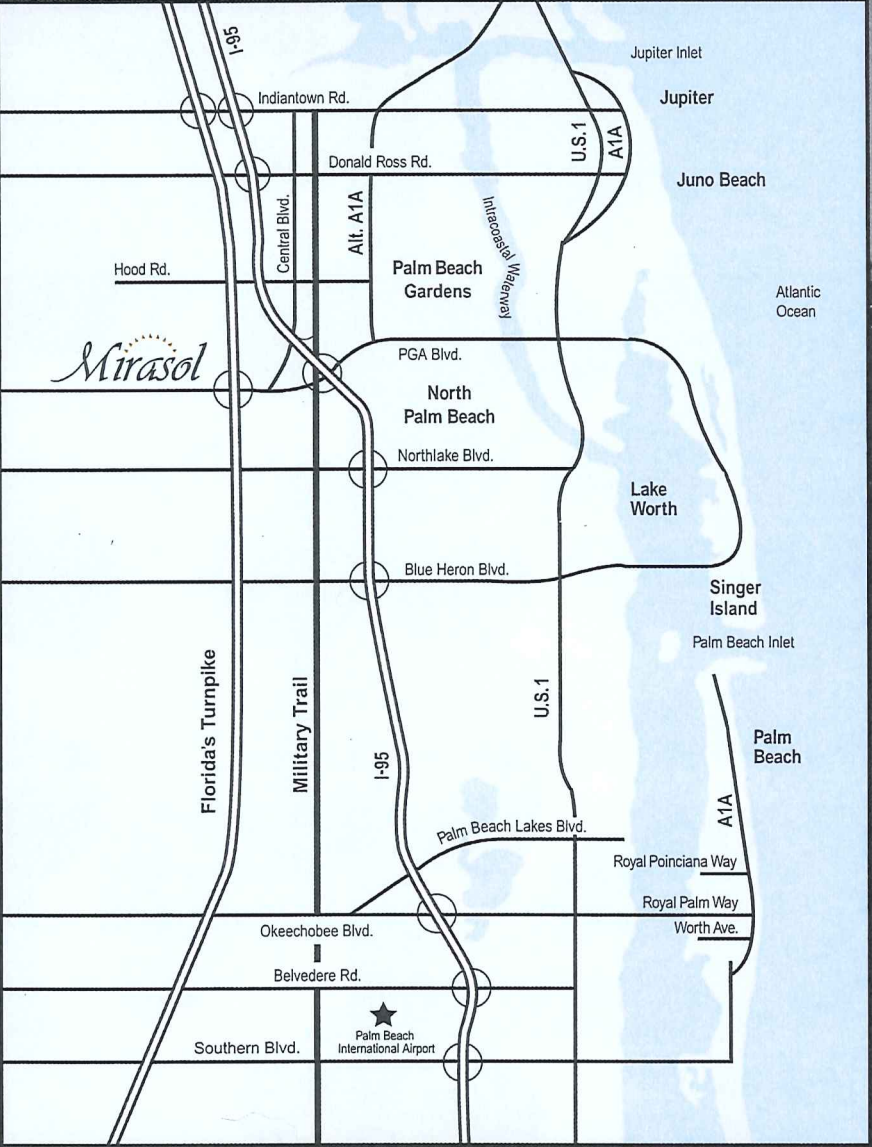 I-95
Jupiter Inlet
Indiantown Rd.
Jupiter
U.S.1
A1A
Donald Ross Rd.
Juno Beach
Central Blvd.
Alt. A1A
Intracoastal Waterway
Hood Rd.
Palm Beach
Gardens
Atlantic
Ocean
Mirasol
PGA Blvd.
North
Palm Beach
Northlake Blvd.
Lake
Worth
Blue Heron Blvd.
Singer
Island
Palm Beach Inlet
Florida's Turnpike
Military Trail
I-95
U.S.1
Palm
Beach
A1A
Palm Beach Lakes Blvd.
Royal Poinciana Way
Royal Palm Way
Okeechobee Blvd.
Worth Ave.
Belvedere Rd.
Palm Beach
International Airport
Southern Blvd.